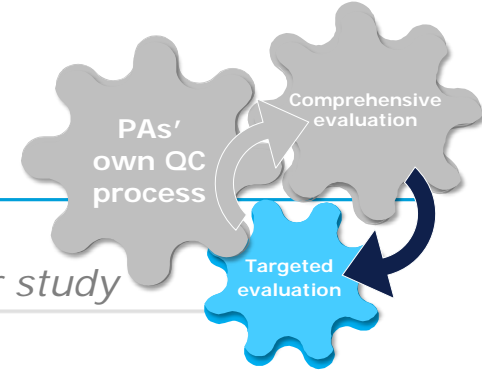 Comprehensive
evaluation
PAs'
own QC
process
Targeted
evaluation
study